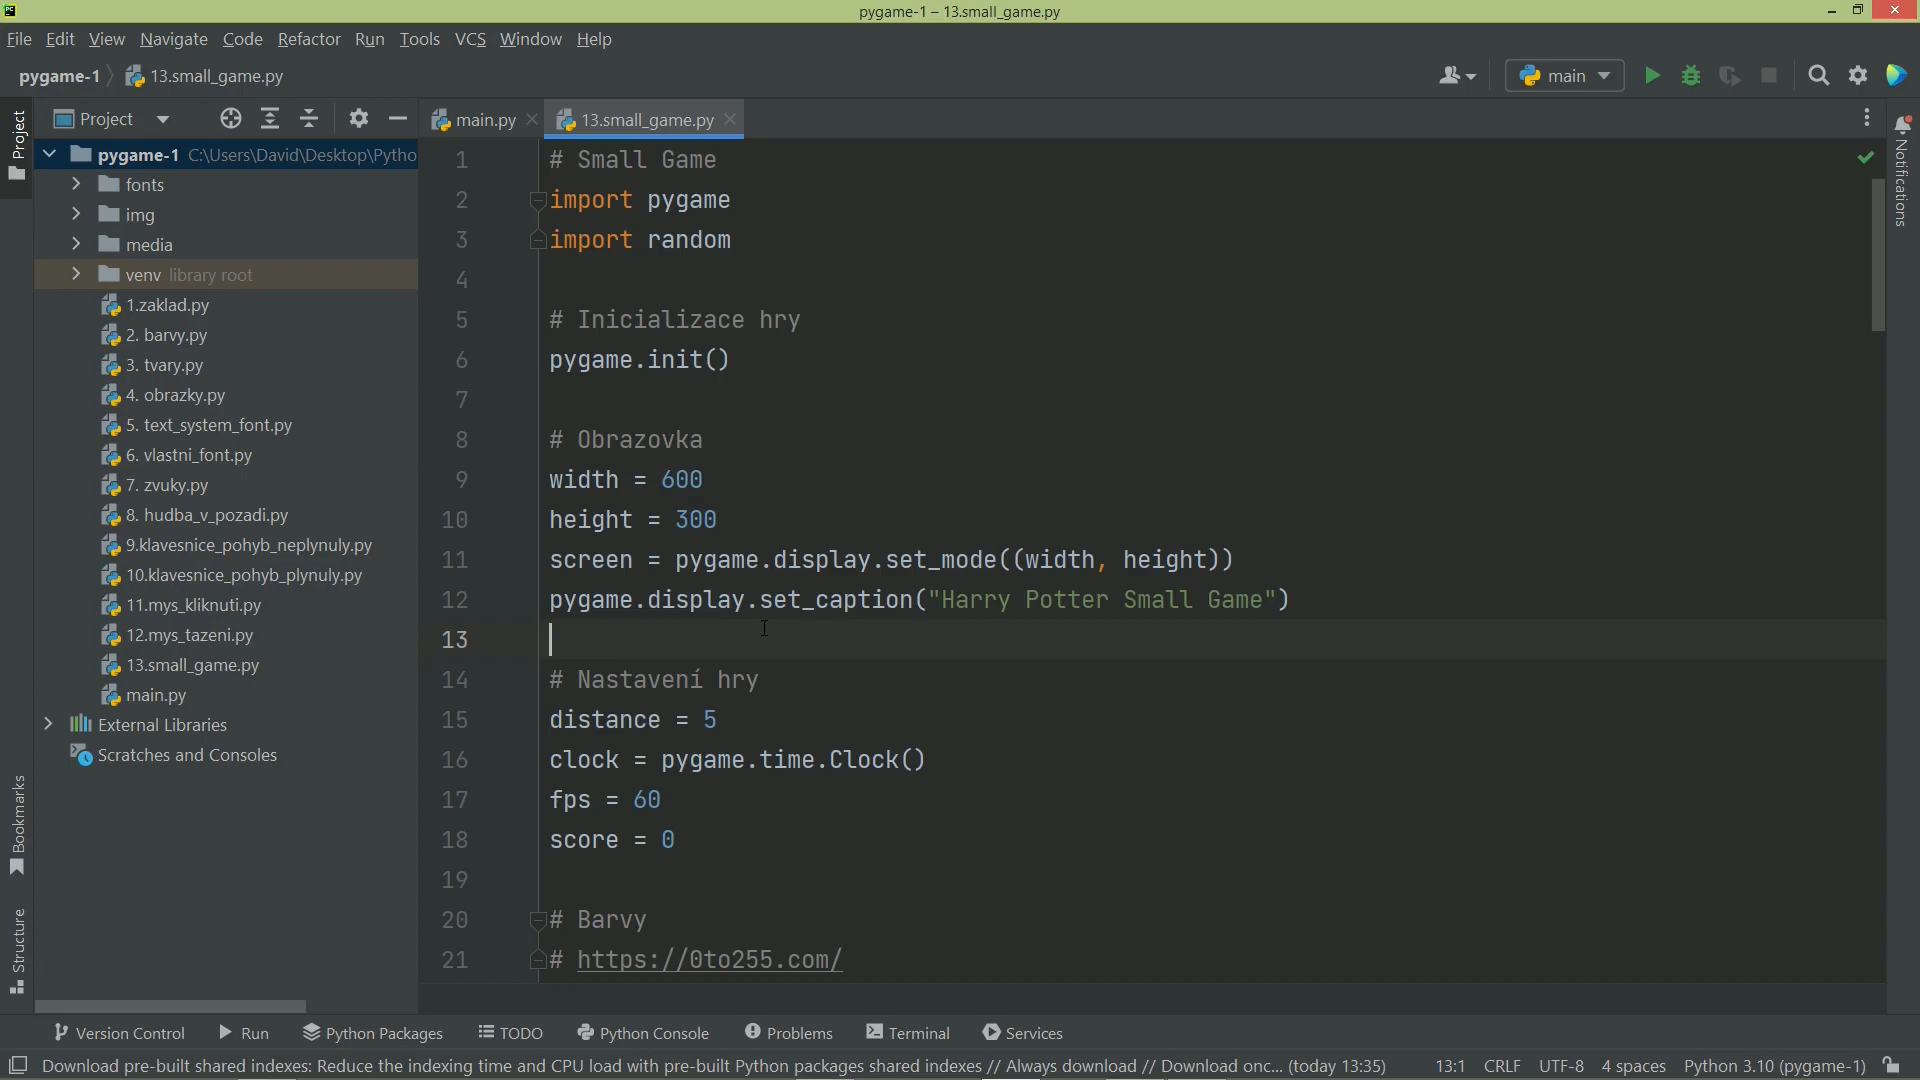 pygame-1 – 13.small_game.py
File Edit View Navigate Code Refactor Run Tools VCS Window Help
pygame-1 13.small_game.py main
Project
Project
main.py
13.small_game.py
Notifications
pygame-1 C:\Users\David\Desktop\Pytho
fonts
img
media
venv library root
1.zaklad.py
2. barvy.py
3. tvary.py
4. obrazky.py
5. text_system_font.py
6. vlastni_font.py
7. zvuky.py
8. hudba_v_pozadi.py
9.klavesnice_pohyb_neplynuly.py
10.klavesnice_pohyb_plynuly.py
11.mys_kliknuti.py
12.mys_tazeni.py
13.small_game.py
main.py
External Libraries
Scratches and Consoles
Bookmarks
Structure
1 # Small Game
2 import pygame
3 import random
4
5 # Inicializace hry
6 pygame.init()
7
8 # Obrazovka
9 width = 600
10 height = 300
11 screen = pygame.display.set_mode((width, height))
12 pygame.display.set_caption("Harry Potter Small Game")
13
14 # Nastavení hry
15 distance = 5
16 clock = pygame.time.Clock()
17 fps = 60
18 score = 0
19
20 # Barvy
21 # https://0to255.com/
Version Control Run Python Packages TODO Python Console Problems Terminal Services
Download pre-built shared indexes: Reduce the indexing time and CPU load with pre-built Python packages shared indexes // Always download // Download onc... (today 13:35) 13:1 CRLF UTF-8 4 spaces Python 3.10 (pygame-1)